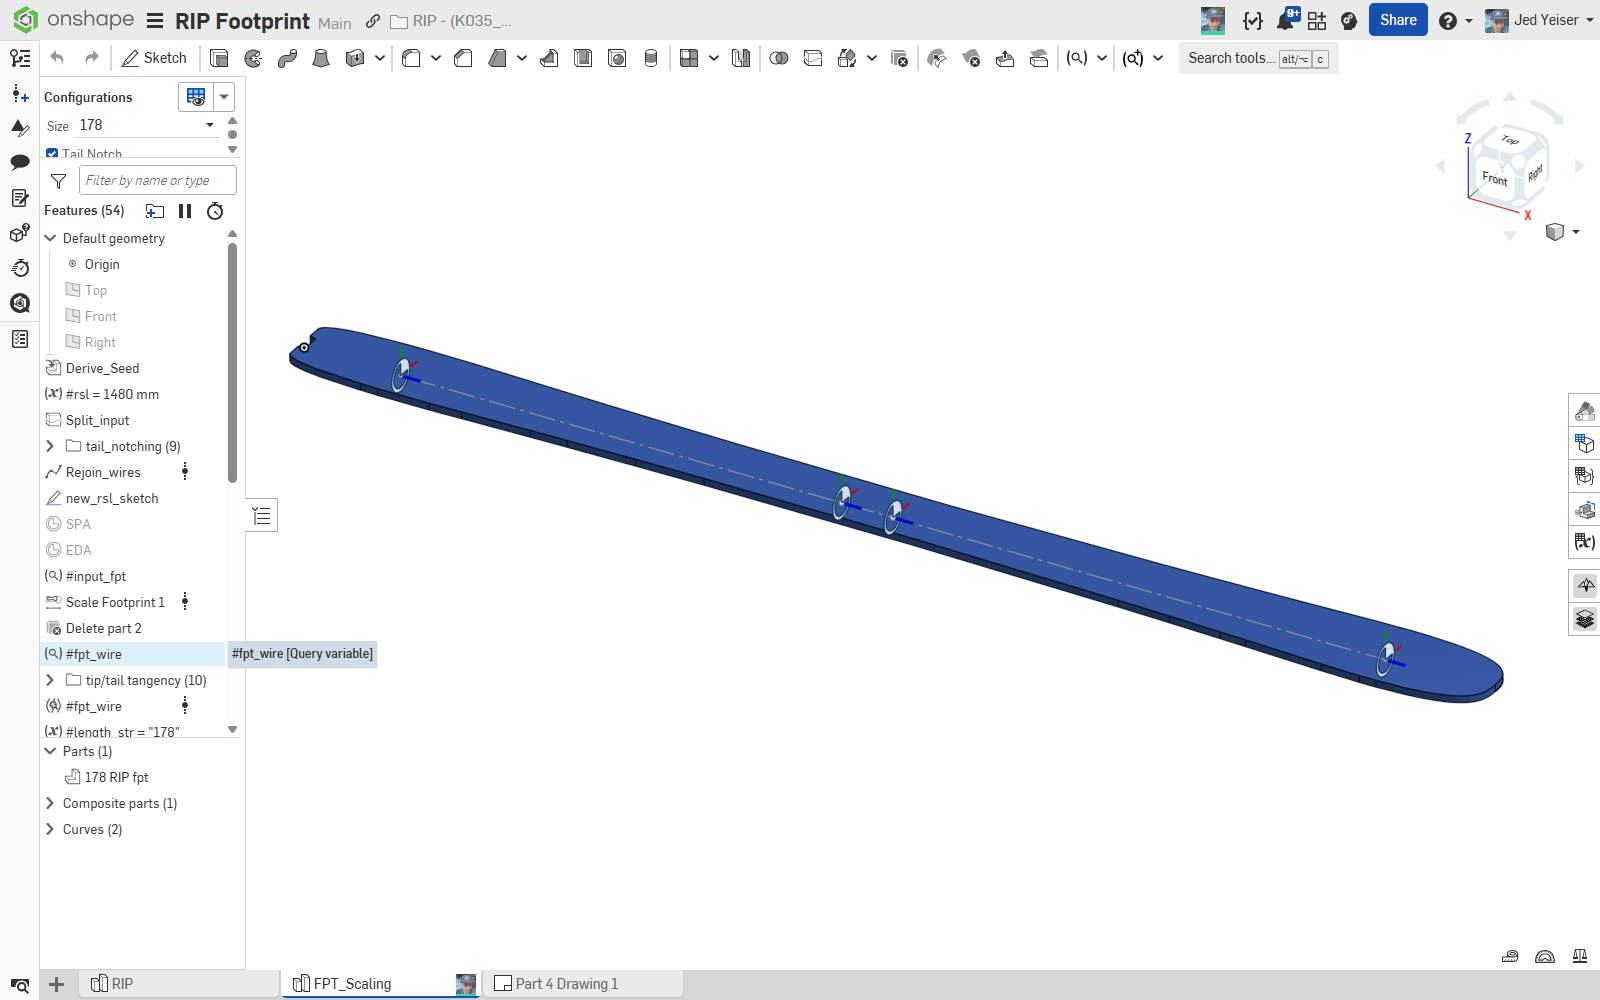 onshape RIP Footprint Main RIP - (K035_... 9+ Share Jed Yeiser
Sketch Search tools... alt/⌥ c
Configurations
Size 178
Tail Notch
Filter by name or type
Features (54)
Default geometry
Origin
Top
Front
Right
Derive_Seed
(x) #rsl = 1480 mm
Split_input
tail_notching (9)
Rejoin_wires
new_rsl_sketch
SPA
EDA
#input_fpt
Scale Footprint 1
Delete part 2
#fpt_wire
#fpt_wire [Query variable]
tip/tail tangency (10)
#fpt_wire
(x) #length_str = "178"
Parts (1)
178 RIP fpt
Composite parts (1)
Curves (2)
Z
Top
Y
Front
Right
X
RIP
FPT_Scaling
Part 4 Drawing 1